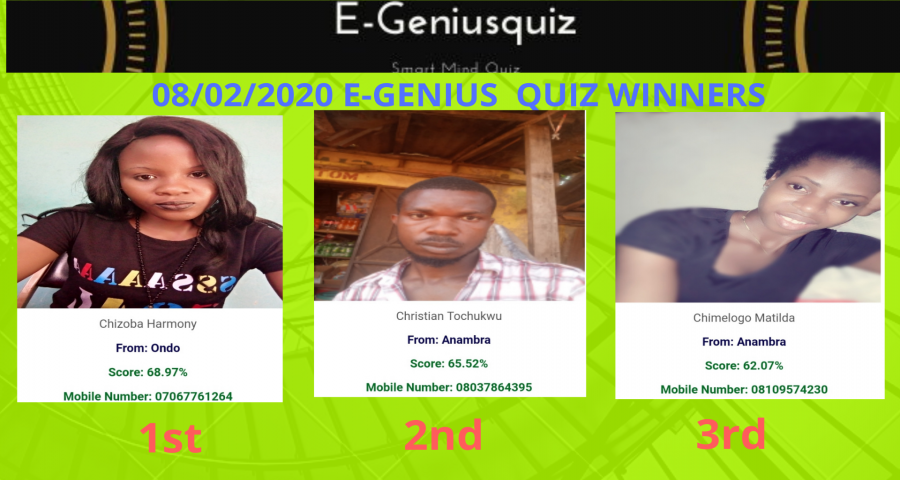 E-Geniusquiz
Smart Mind Quiz
08/02/2020 E-GENIUS QUIZ WINNERS
TOM
Chizoba Harmony
From: Ondo
Score: 68.97%
Mobile Number: 07067761264
1st
Christian Tochukwu
From: Anambra
Score: 65.52%
Mobile Number: 08037864395
2nd
Chimelogo Matilda
From: Anambra
Score: 62.07%
Mobile Number: 08109574230
3rd